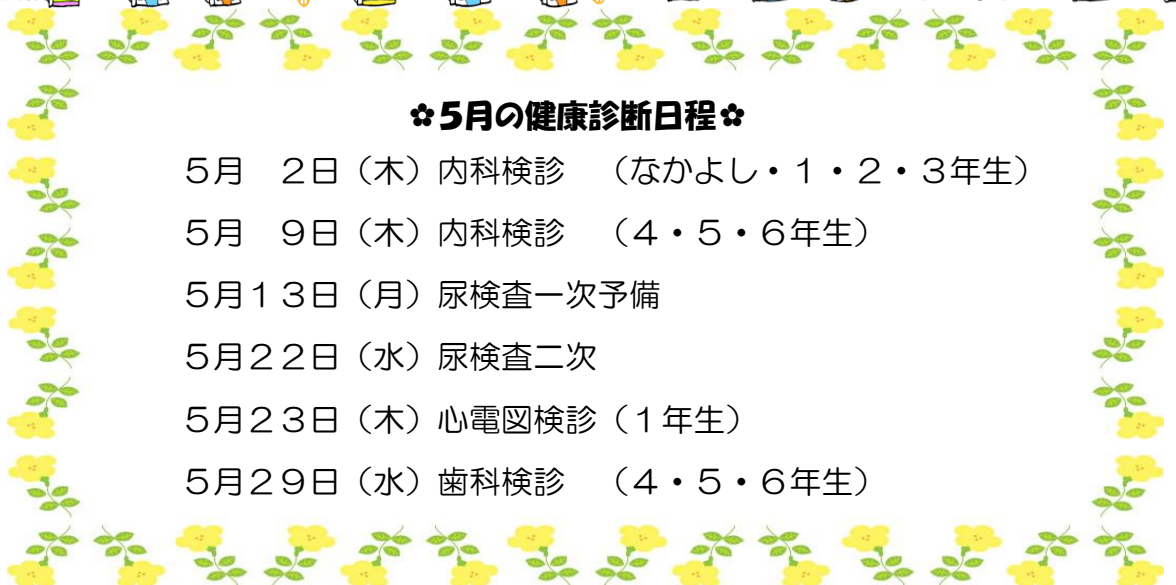 ✿5月の健康診断日程✿
5月　2日（木）内科検診　（なかよし・1・2・3年生）
5月　9日（木）内科検診　（4・5・6年生）
5月13日（月）尿検査一次予備
5月22日（水）尿検査二次
5月23日（木）心電図検診（1年生）
5月29日（水）歯科検診　（4・5・6年生）